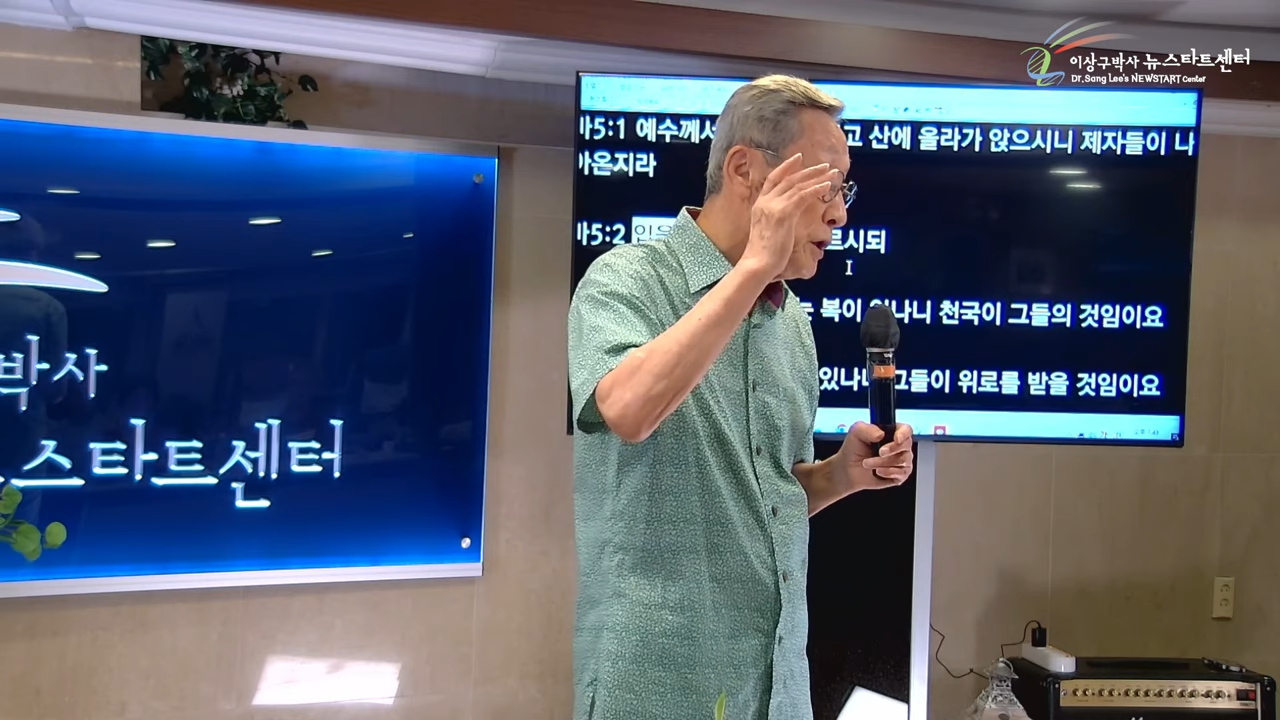 이상구박사 뉴스타트센터
Dr. Sang Lee's NEWSTART Center
마5:1 예수께서 고 산에 올라가 앉으시니 제자들이 나
아온지라
마5:2 입을 르시되
는 복이 있나니 천국이 그들의 것임이요
있나니 그들이 위로를 받을 것임이요
박사
스타트센터